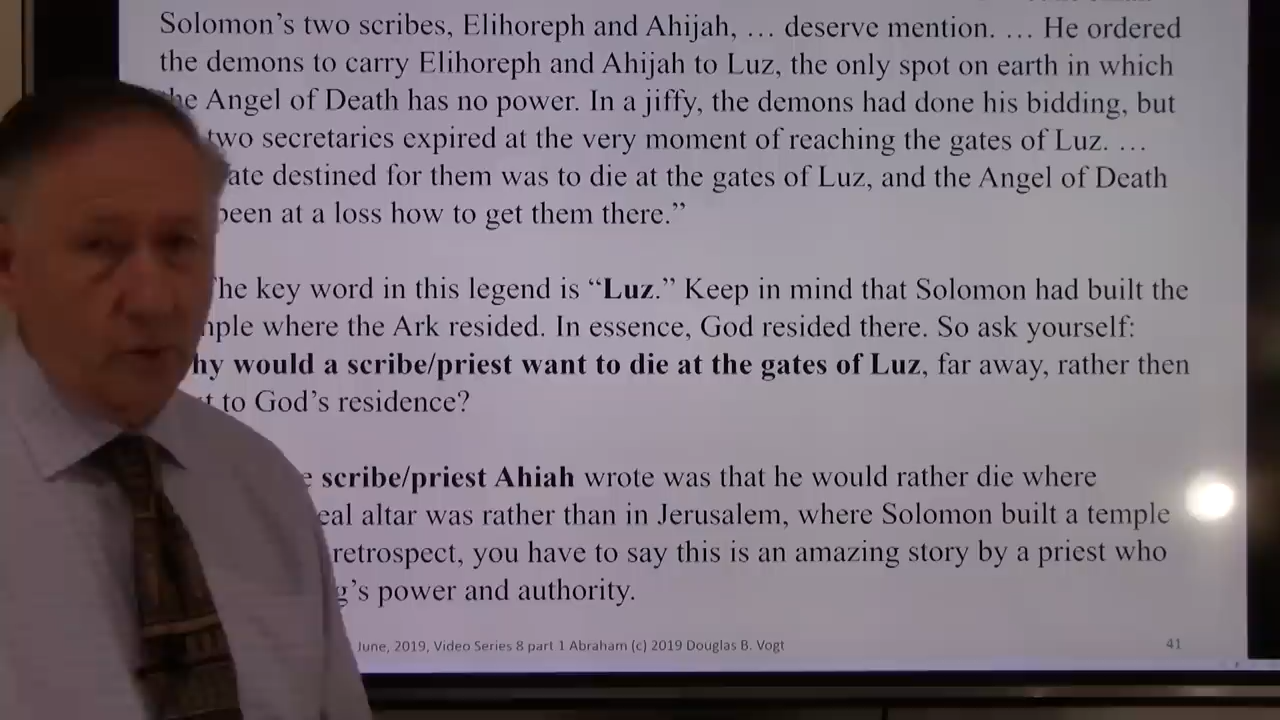 Solomon’s two scribes, Elihoreph and Ahijah, … deserve mention. … He ordered
the demons to carry Elihoreph and Ahijah to Luz, the only spot on earth in which
he Angel of Death has no power. In a jiffy, the demons had done his bidding, but
two secretaries expired at the very moment of reaching the gates of Luz. …
ate destined for them was to die at the gates of Luz, and the Angel of Death
been at a loss how to get them there.”
he key word in this legend is “Luz.” Keep in mind that Solomon had built the
mple where the Ark resided. In essence, God resided there. So ask yourself:
hy would a scribe/priest want to die at the gates of Luz, far away, rather then
t to God’s residence?
e scribe/priest Ahiah wrote was that he would rather die where
eal altar was rather than in Jerusalem, where Solomon built a temple
retrospect, you have to say this is an amazing story by a priest who
g’s power and authority.
June, 2019, Video Series 8 part 1 Abraham (c) 2019 Douglas B. Vogt 41